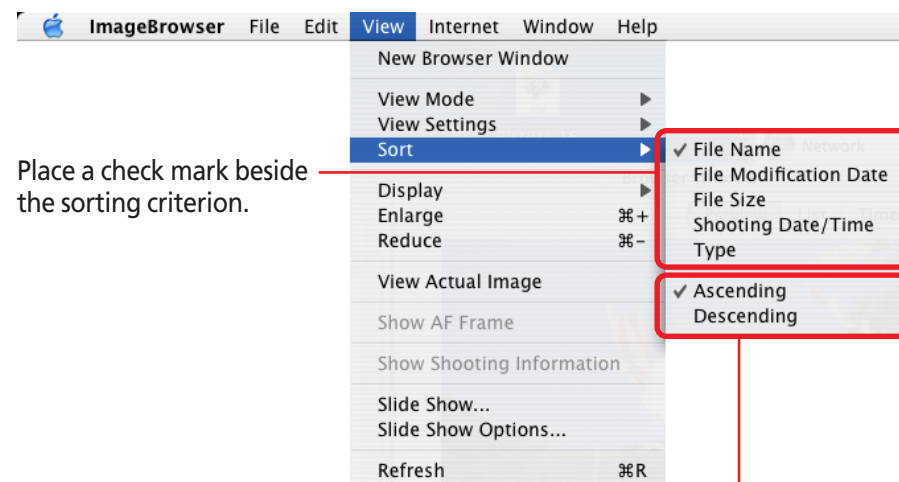 ImageBrowser File Edit View Internet Window Help
New Browser Window
View Mode
View Settings
Sort
Place a check mark beside
the sorting criterion.
Display
Enlarge ⌘+
Reduce ⌘-
View Actual Image
Show AF Frame
Show Shooting Information
Slide Show...
Slide Show Options...
Refresh ⌘R
✓ File Name
File Modification Date
File Size
Shooting Date/Time
Type
✓ Ascending
Descending
Network